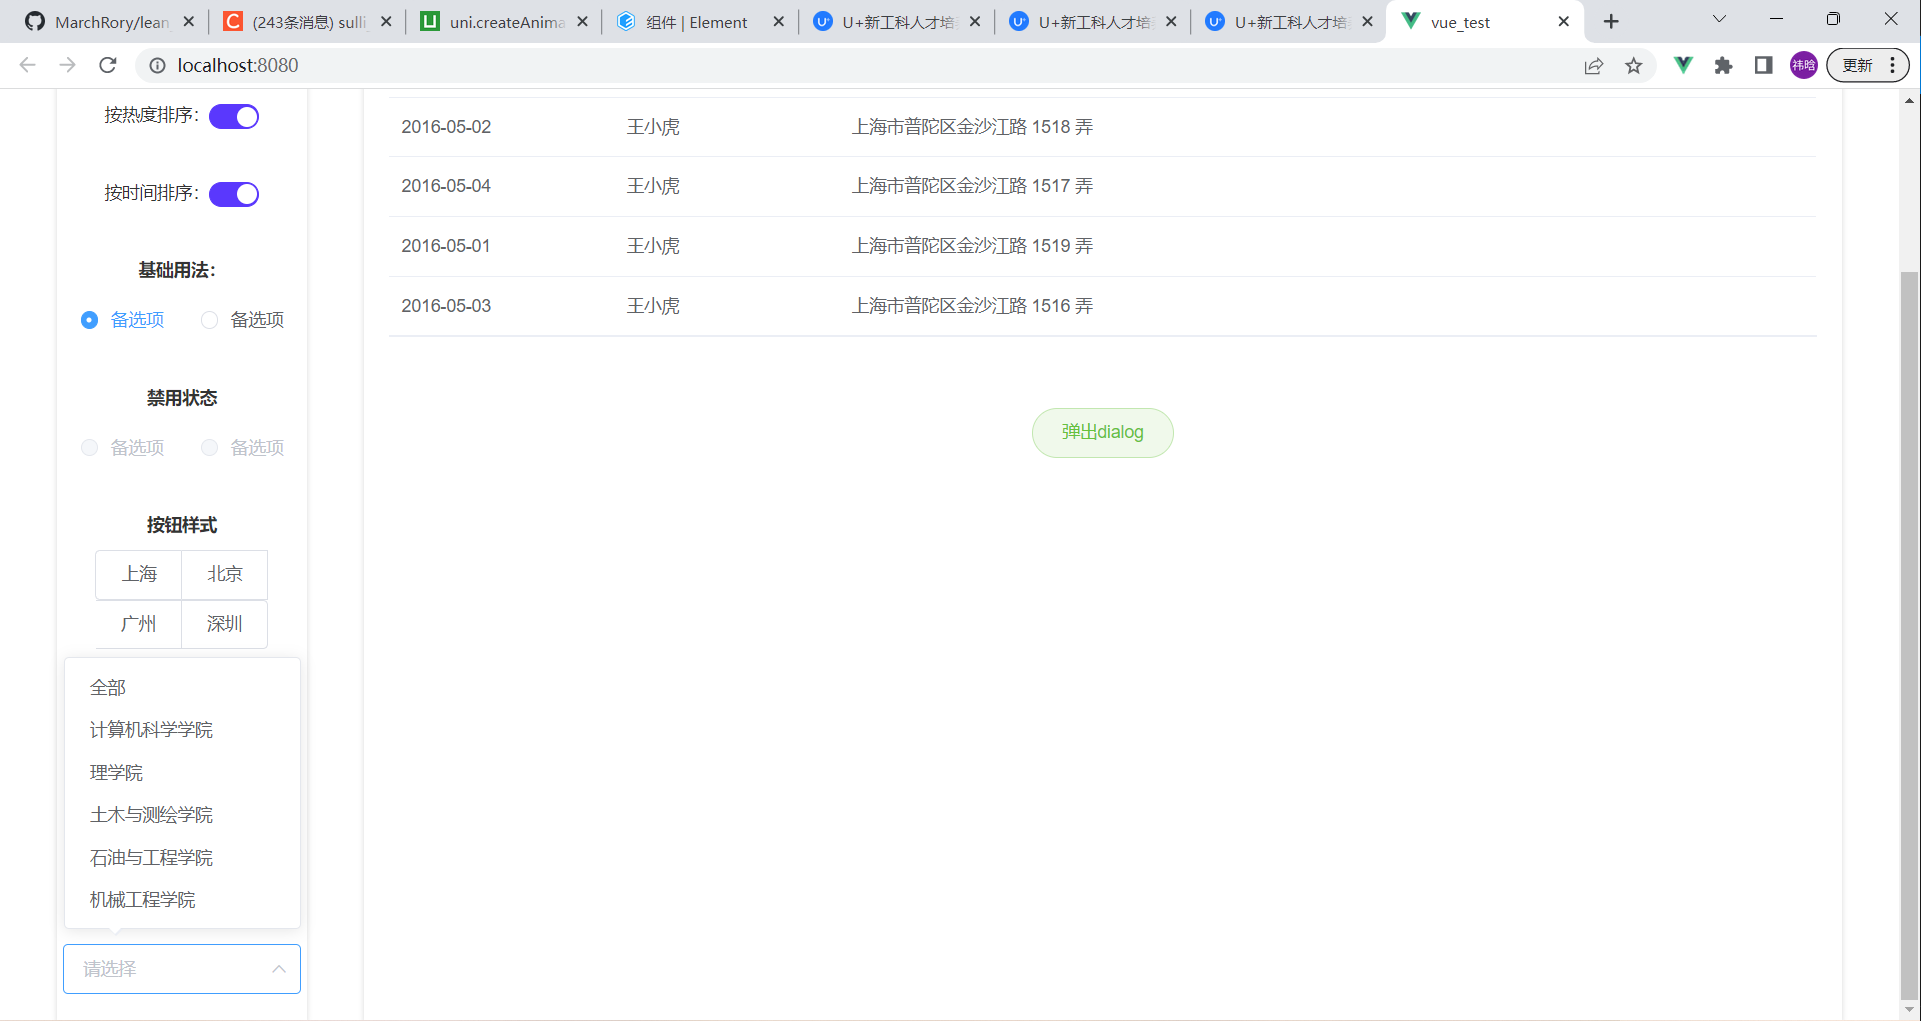 MarchRory/lean
(243条消息) sulli
uni.createAnima
组件 | Element
U+新工科人才培
U+新工科人才培
U+新工科人才培
vue_test
localhost:8080
祎晗
更新
按热度排序：
按时间排序：
基础用法：
备选项 备选项
禁用状态
备选项 备选项
按钮样式
上海 北京
广州 深圳
全部
计算机科学学院
理学院
土木与测绘学院
石油与工程学院
机械工程学院
请选择
2016-05-02 王小虎 上海市普陀区金沙江路 1518 弄
2016-05-04 王小虎 上海市普陀区金沙江路 1517 弄
2016-05-01 王小虎 上海市普陀区金沙江路 1519 弄
2016-05-03 王小虎 上海市普陀区金沙江路 1516 弄
弹出dialog